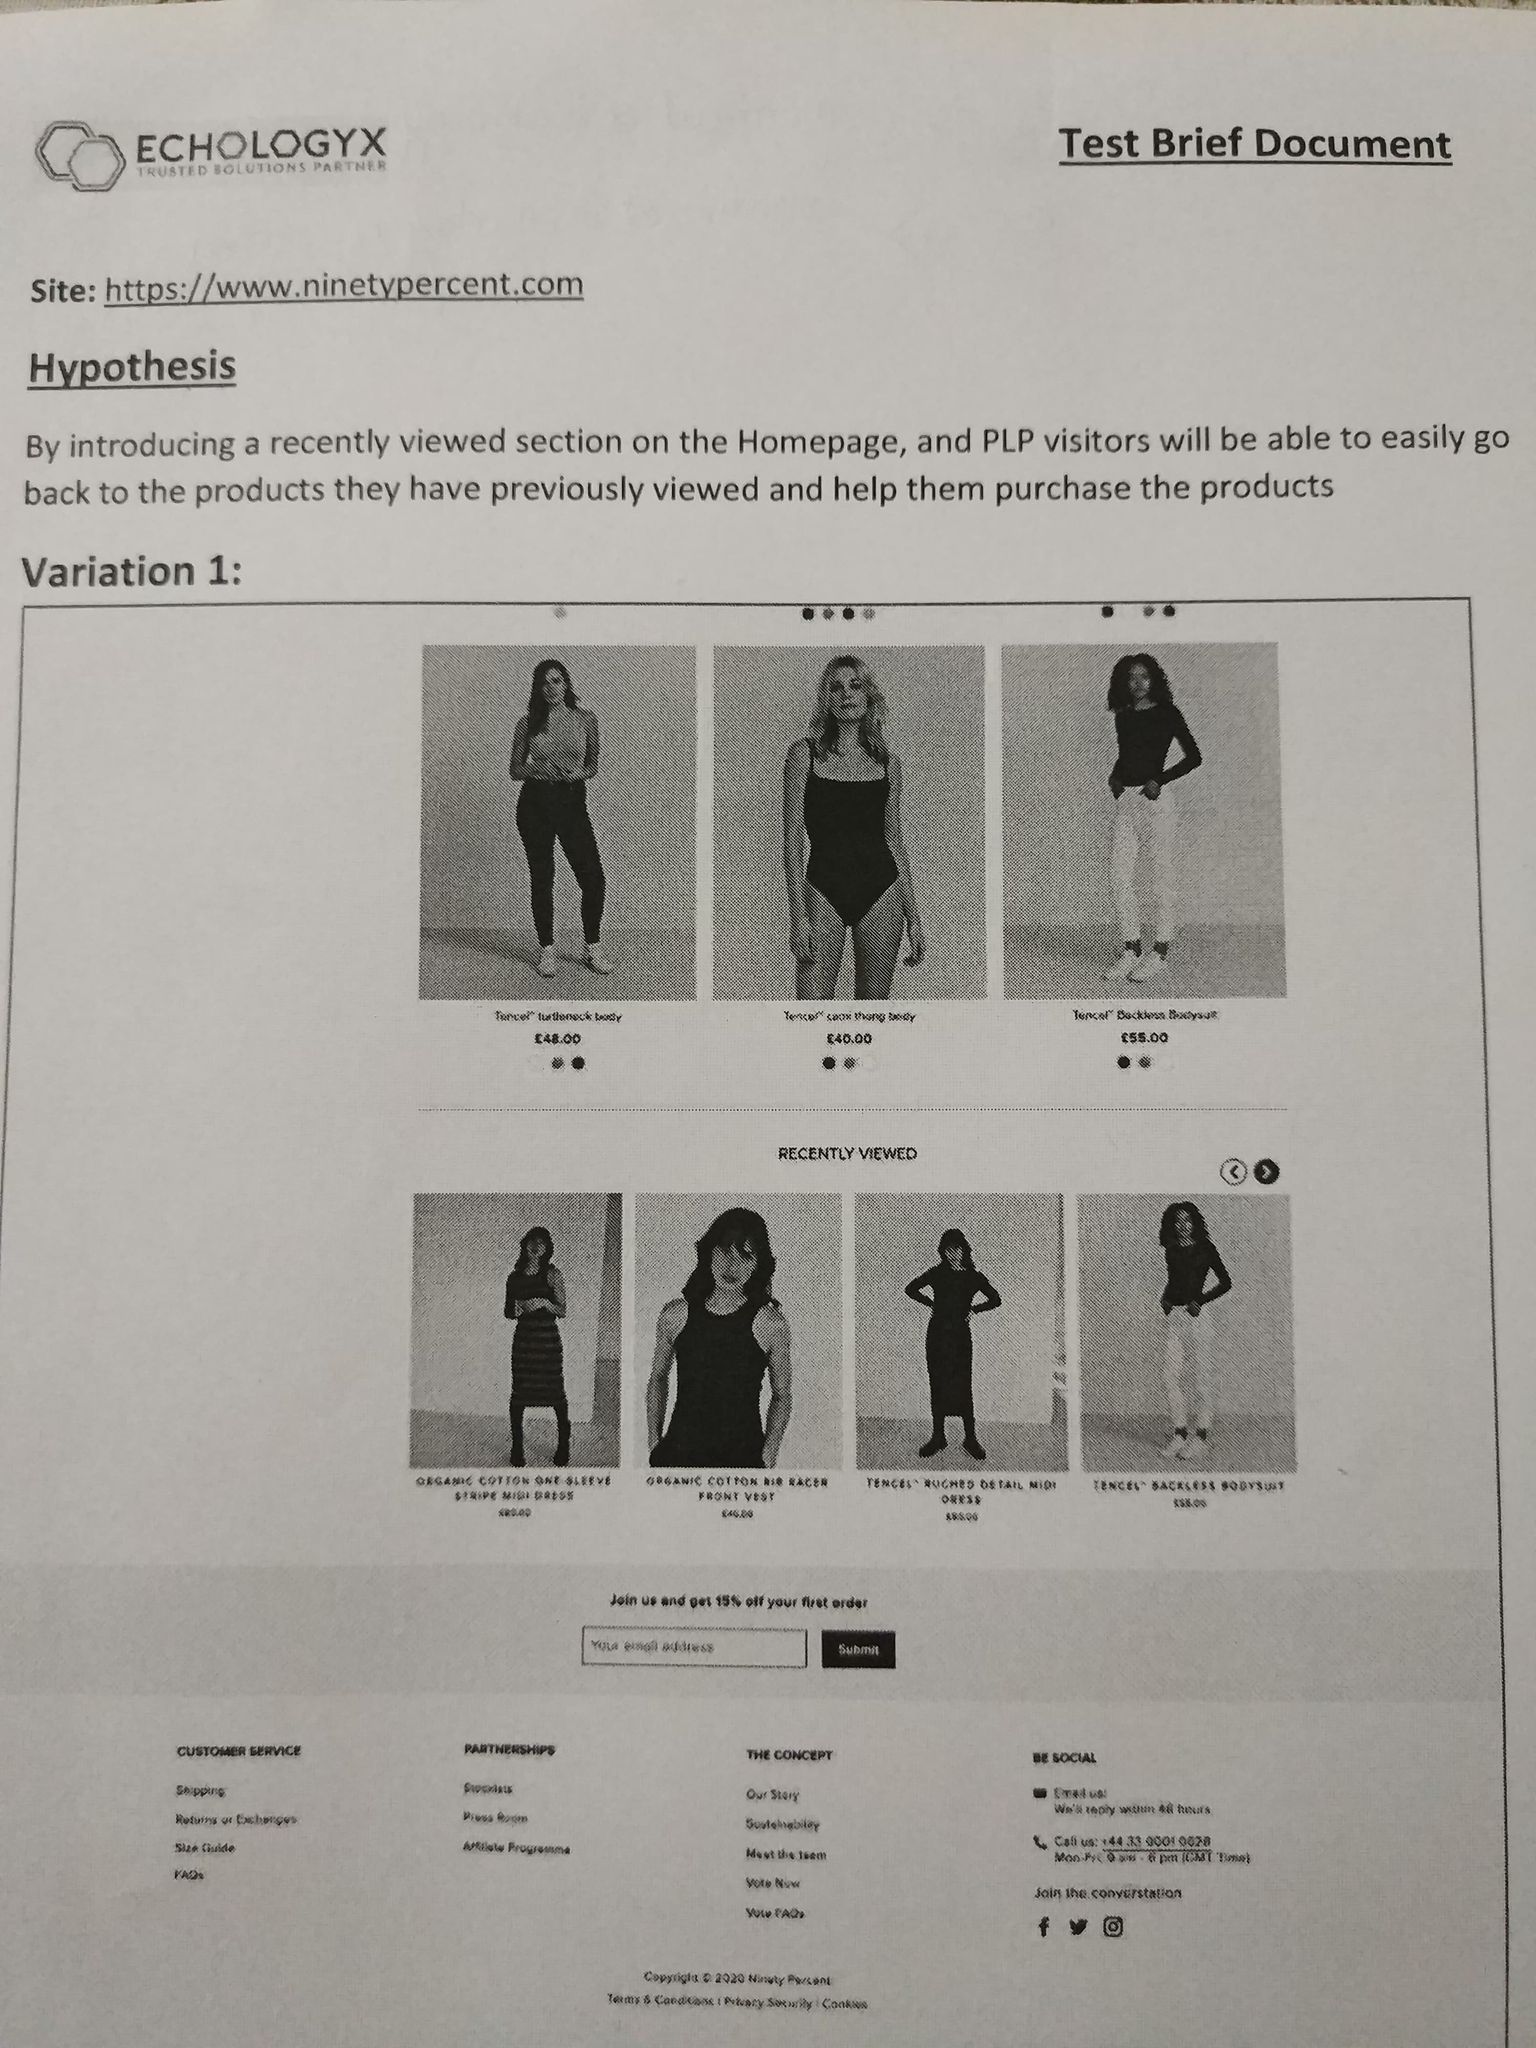 ECHOLOGYX
TRUSTED SOLUTIONS PARTNER
Test Brief Document
Site: https://www.ninetypercent.com
Hypothesis
By introducing a recently viewed section on the Homepage, and PLP visitors will be able to easily go
back to the products they have previously viewed and help them purchase the products
Variation 1:
Tencel™ turtleneck body
£48.00
Tencel™ cami thong body
£40.00
Tencel™ Backless Bodysuit
£55.00
RECENTLY VIEWED
ORGANIC COTTON ONE SLEEVE
STRIPE MIDI DRESS
ORGANIC COTTON RIB RACER
FRONT VEST
TENCEL™ RUCHED DETAIL MIDI
DRESS
TENCEL™ BACKLESS BODYSUIT
£55.00
Join us and get 15% off your first order
Your email address
Submit
CUSTOMER SERVICE
Shipping
Returns or Exchanges
Size Guide
FAQs
PARTNERSHIPS
Stockists
Press Room
Affiliate Programme
THE CONCEPT
Our Story
Sustainability
Meet the team
Vote Now
Vote FAQs
BE SOCIAL
Email us:
We'll reply within 48 hours
Call us: +44 33 0001 0028
Mon-Fri, 9 am - 6 pm (GMT Time)
Join the converstation
Copyright © 2020 Ninety Percent
Terms & Conditions | Privacy Security | Cookies